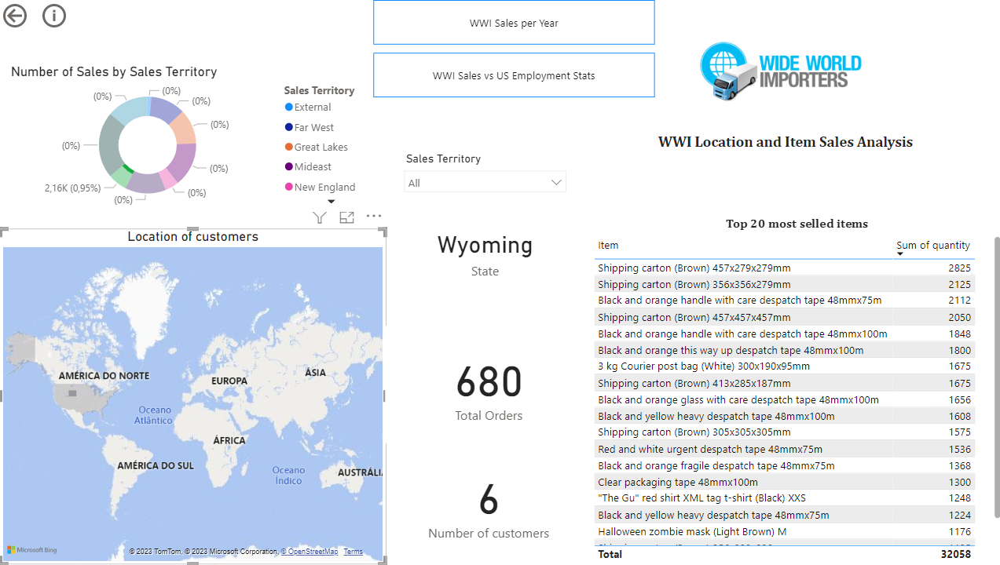 WWI Sales per Year
WWI Sales vs US Employment Stats
WIDE WORLD
IMPORTERS
WWI Location and Item Sales Analysis
Number of Sales by Sales Territory
(0%)
(0%)
(0%)
(0%)
(0%)
(0%)
(0%)
2,16K (0,95%)
(0%)
Sales Territory
External
Far West
Great Lakes
Mideast
New England
Sales Territory
All
Location of customers
AMÉRICA DO NORTE
EUROPA
ÁSIA
Oceano
Atlântico
ÁFRICA
AMÉRICA DO SUL
Oceano
Índico
AUSTRÁLI
Microsoft Bing
© 2023 TomTom, © 2023 Microsoft Corporation, © OpenStreetMap Terms
Wyoming
State
680
Total Orders
6
Number of customers
Top 20 most selled items
Item Sum of quantity
Shipping carton (Brown) 457x279x279mm 2825
Shipping carton (Brown) 356x356x279mm 2125
Black and orange handle with care despatch tape 48mmx75m 2112
Shipping carton (Brown) 457x457x457mm 2050
Black and orange handle with care despatch tape 48mmx100m 1848
Black and orange this way up despatch tape 48mmx100m 1800
3 kg Courier post bag (White) 300x190x95mm 1675
Shipping carton (Brown) 413x285x187mm 1675
Black and orange glass with care despatch tape 48mmx100m 1656
Black and yellow heavy despatch tape 48mmx100m 1608
Shipping carton (Brown) 305x305x305mm 1575
Red and white urgent despatch tape 48mmx75m 1536
Black and orange fragile despatch tape 48mmx75m 1368
Clear packaging tape 48mmx100m 1300
"The Gu" red shirt XML tag t-shirt (Black) XXS 1248
Black and yellow heavy despatch tape 48mmx75m 1224
Halloween zombie mask (Light Brown) M 1176
Total 32058